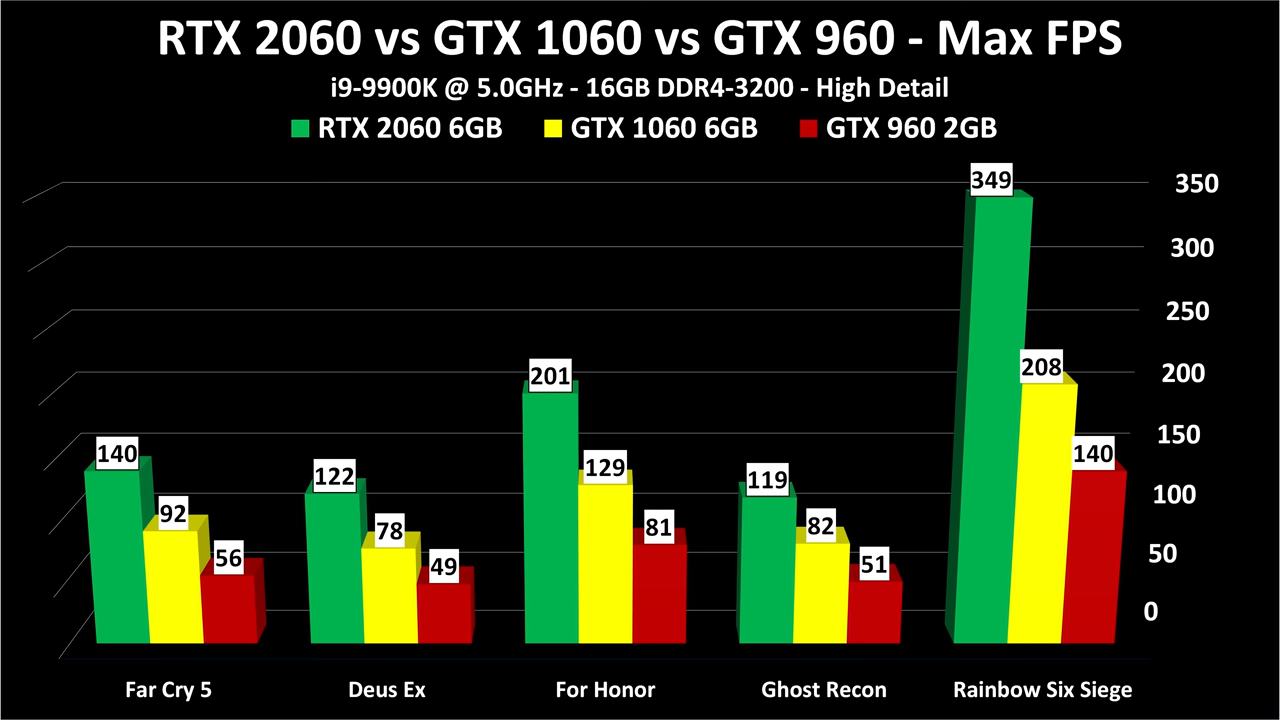 RTX 2060 vs GTX 1060 vs GTX 960 - Max FPS
i9-9900K @ 5.0GHz - 16GB DDR4-3200 - High Detail
RTX 2060 6GB GTX 1060 6GB GTX 960 2GB
350
300
250
200
150
100
50
0
140 92 56
122 78 49
201 129 81
119 82 51
349 208 140
Far Cry 5 Deus Ex For Honor Ghost Recon Rainbow Six Siege